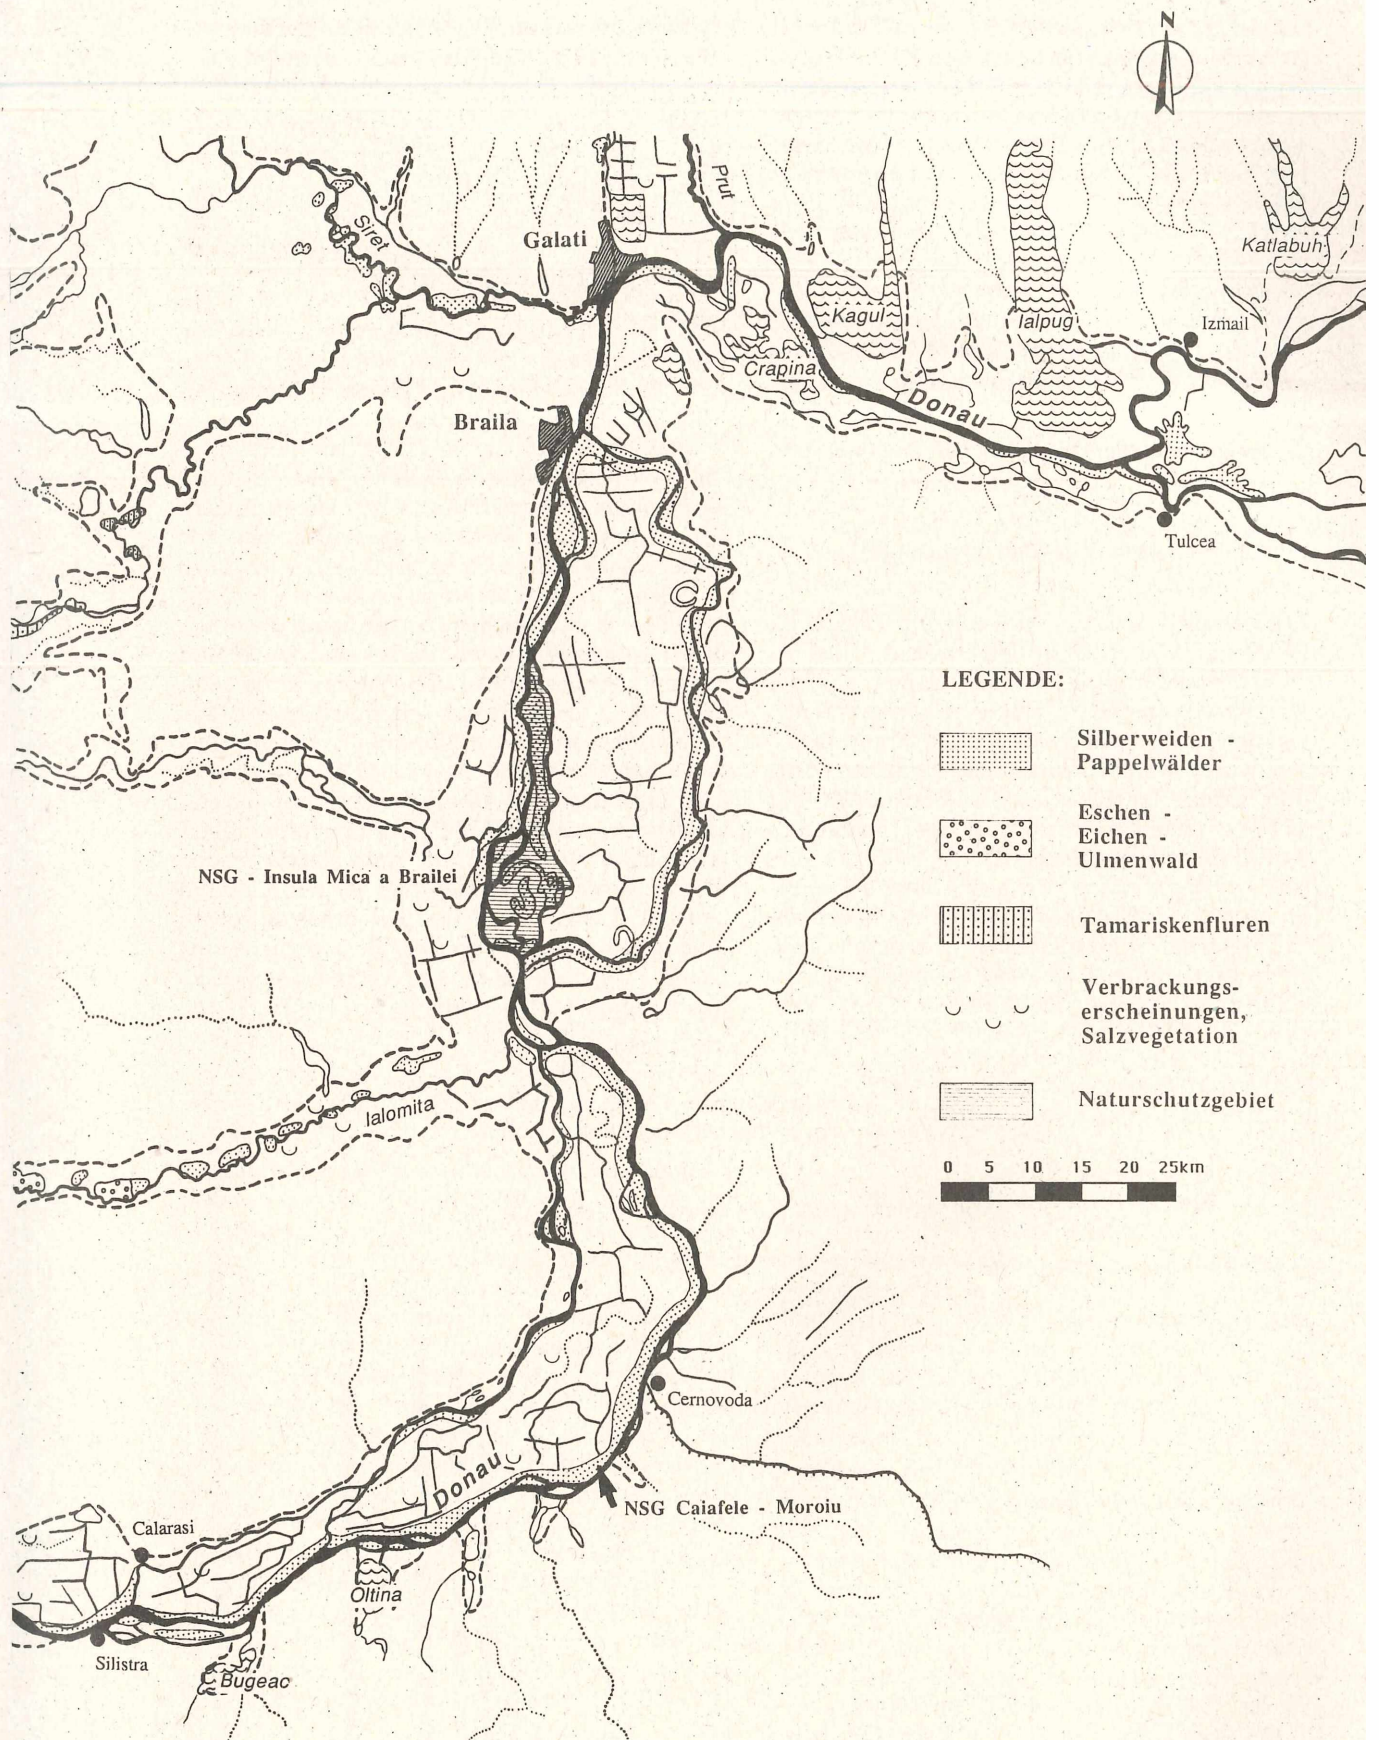 N
Prut
Siret
Galati
Katlabuh
Kagul
Ialpug
Izmail
Crapina
Donau
Braila
Tulcea
LEGENDE:
Silberweiden -
Pappelwälder
Eschen -
Eichen -
Ulmenwald
NSG - Insula Mica a Brailei
Tamariskenfluren
Verbrackungs-
erscheinungen,
Salzvegetation
Naturschutzgebiet
Ialomita
0 5 10 15 20 25km
Cernovoda
Donau
NSG Caiafele - Moroiu
Calarasi
Oltina
Silistra
Bugeac